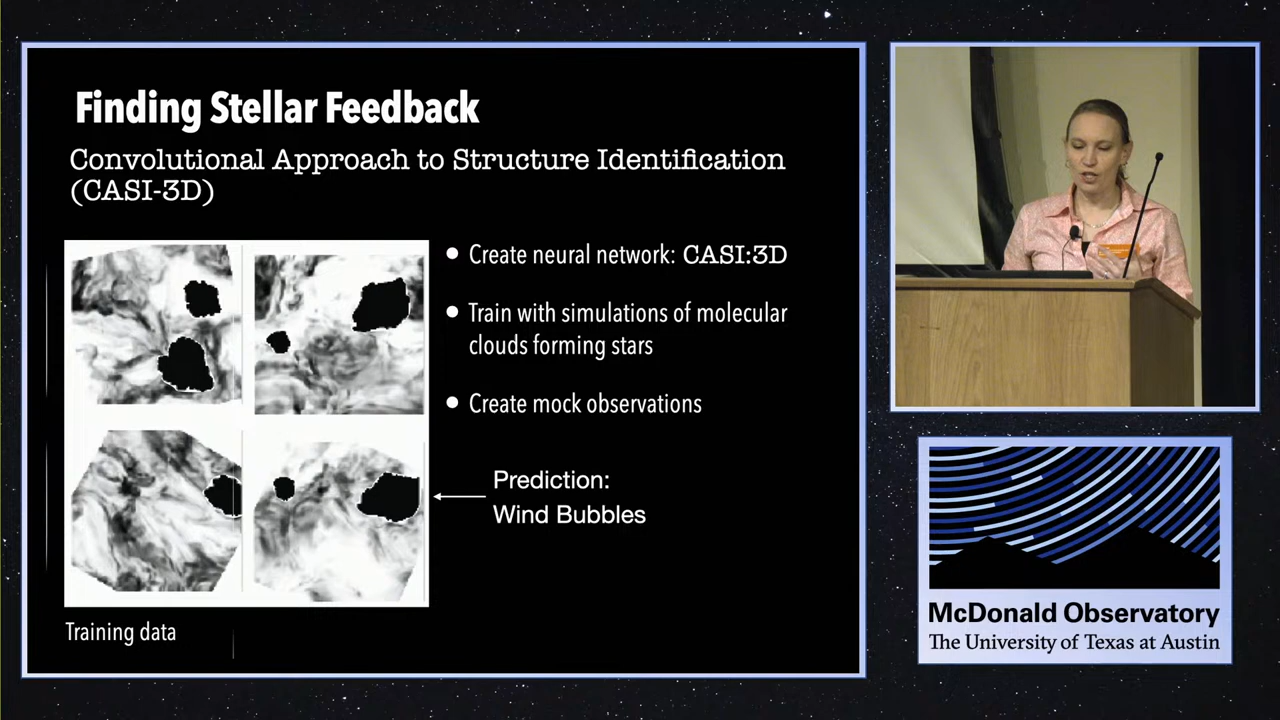 Finding Stellar Feedback
Convolutional Approach to Structure Identification
(CASI-3D)
• Create neural network: CASI:3D
• Train with simulations of molecular
clouds forming stars
• Create mock observations
Prediction:
Wind Bubbles
Training data
McDonald Observatory
The University of Texas at Austin